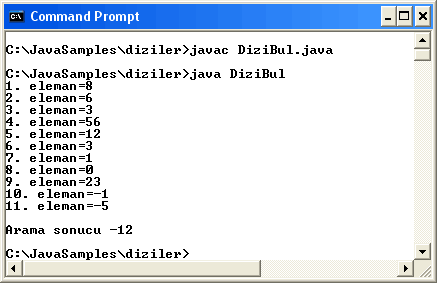 Command Prompt
C:\JavaSamples\diziler>javac DiziBul.java
C:\JavaSamples\diziler>java DiziBul
1. eleman=8
2. eleman=6
3. eleman=3
4. eleman=56
5. eleman=12
6. eleman=3
7. eleman=1
8. eleman=0
9. eleman=23
10. eleman=-1
11. eleman=-5
Arama sonucu -12
C:\JavaSamples\diziler>